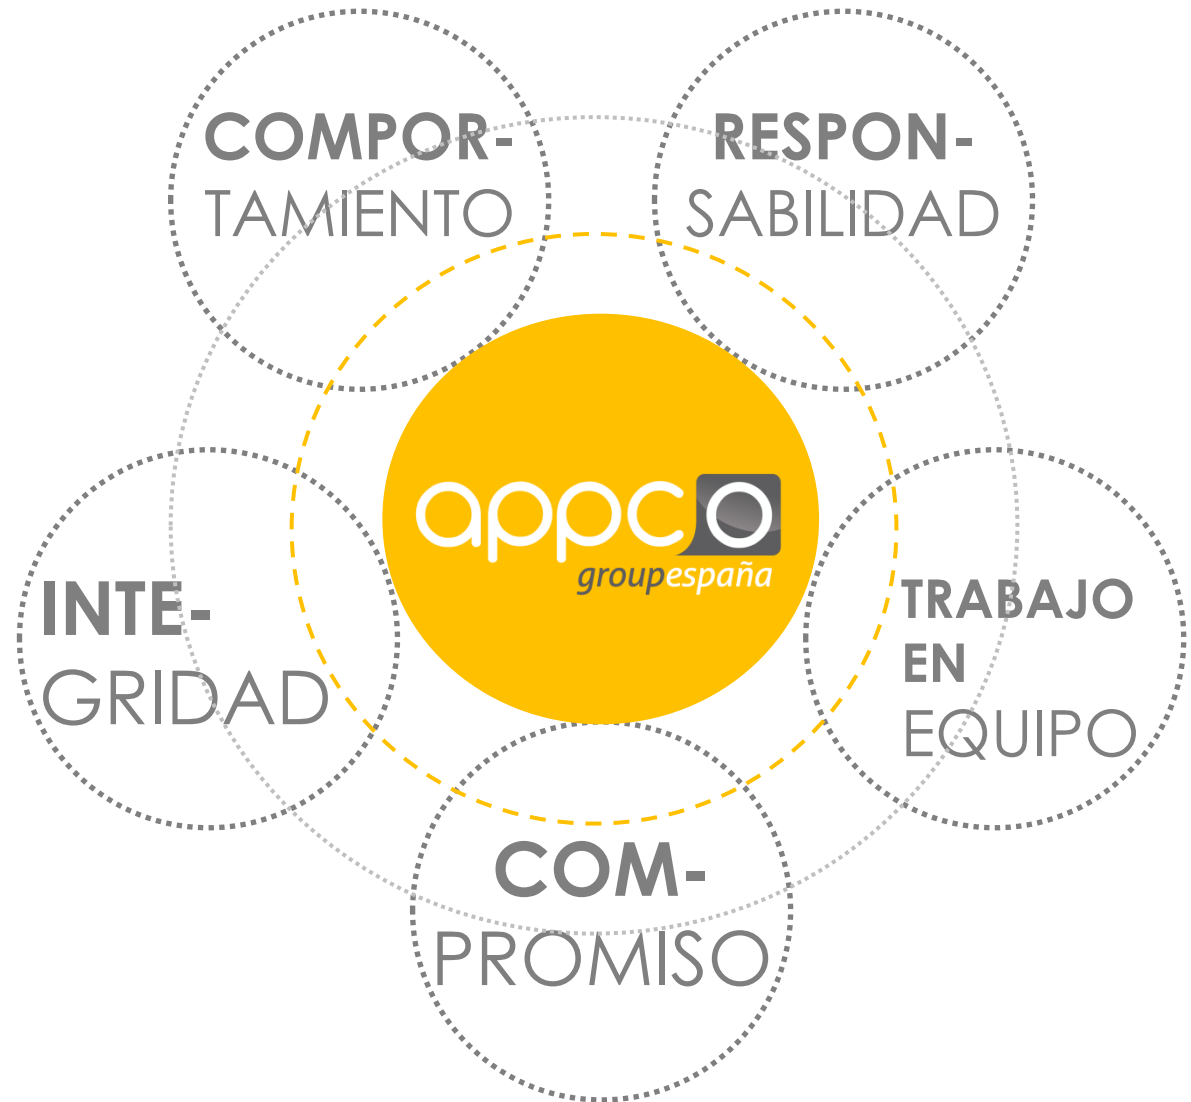 COMPOR-
TAMIENTO
RESPON-
SABILIDAD
appco
groupespaña
INTE-
GRIDAD
TRABAJO
EN
EQUIPO
COM-
PROMISO